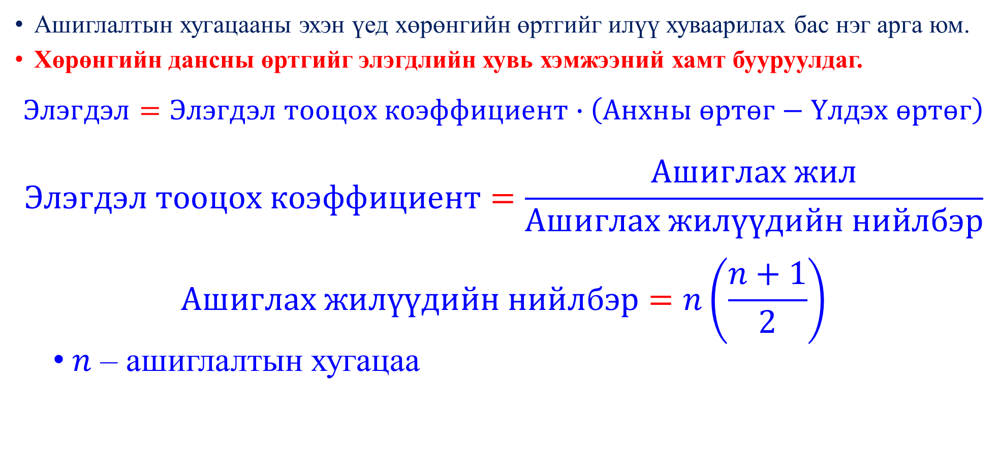 • Ашиглалтын хугацааны эхэн үед хөрөнгийн өртгийг илүү хуваарилах бас нэг арга юм.
• Хөрөнгийн дансны өртгийг элэгдлийн хувь хэмжээний хамт бууруулдаг.
Элэгдэл = Элэгдэл тооцох коэффициент · (Анхны өртөг − Үлдэх өртөг)
Элэгдэл тооцох коэффициент = Ашиглах жил / Ашиглах жилүүдийн нийлбэр
Ашиглах жилүүдийн нийлбэр = n((n + 1)/2)
• n – ашиглалтын хугацаа